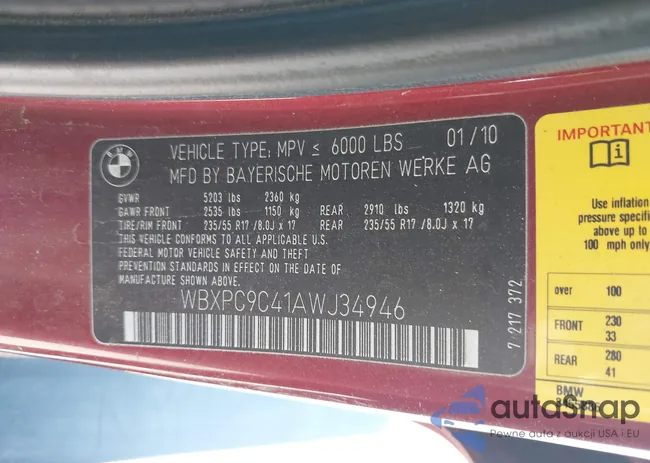 BMW
VEHICLE TYPE; MPV ≤ 6000 LBS 01/10
MFD BY BAYERISCHE MOTOREN WERKE AG
GVWR 5203 lbs 2360 kg
GAWR FRONT 2535 lbs 1150 kg REAR 2910 lbs 1320 kg
TIRE/RIM FRONT 235/55 R17 /8.0J x 17 REAR 235/55 R17 /8.0J x 17
THIS VEHICLE CONFORMS TO ALL APPLICABLE U.S.
FEDERAL MOTOR VEHICLE SAFETY, BUMPER AND THEFT
PREVENTION STANDARDS IN EFFECT ON THE DATE OF MANUFACTURE SHOWN ABOVE.
WBXPC9C41AWJ34946
7 217 372
IMPORTANT
Use inflation
pressure specifi
above up to
100 mph only
over 100
FRONT 230
33
REAR 280
41
BMW
autoSnap
Pewne auto z aukcji USA i EU